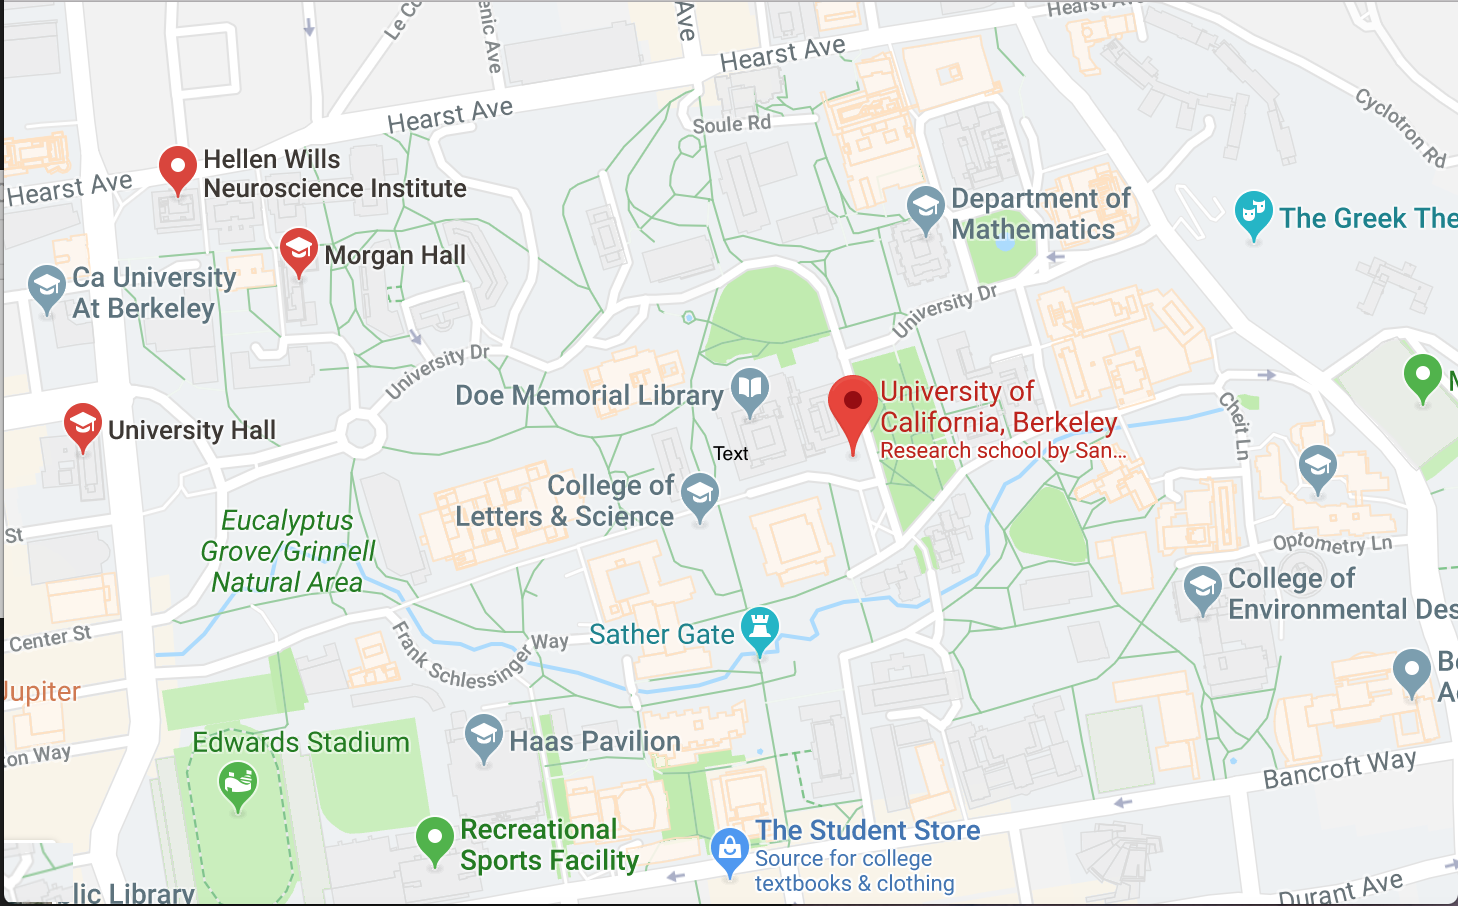 Le Co
enic Ave
Ave
Hearst Ave
Hearst Av
Hearst Ave
Soule Rd
Cyclotron Rd
Hellen Wills
Neuroscience Institute
Hearst Ave
Department of
Mathematics
The Greek The
Morgan Hall
Ca University
At Berkeley
University Dr
University Dr
Doe Memorial Library
University of
California, Berkeley
Research school by San...
M
Cheit Ln
University Hall
Text
College of
Letters & Science
Eucalyptus
Grove/Grinnell
Natural Area
St
Optometry Ln
College of
Environmental Des
Center St
Frank Schlessinger Way
Sather Gate
Be
Ac
Jupiter
Edwards Stadium
Haas Pavilion
ton Way
Bancroft Way
Recreational
Sports Facility
The Student Store
Source for college
textbooks & clothing
lic Library
Durant Ave